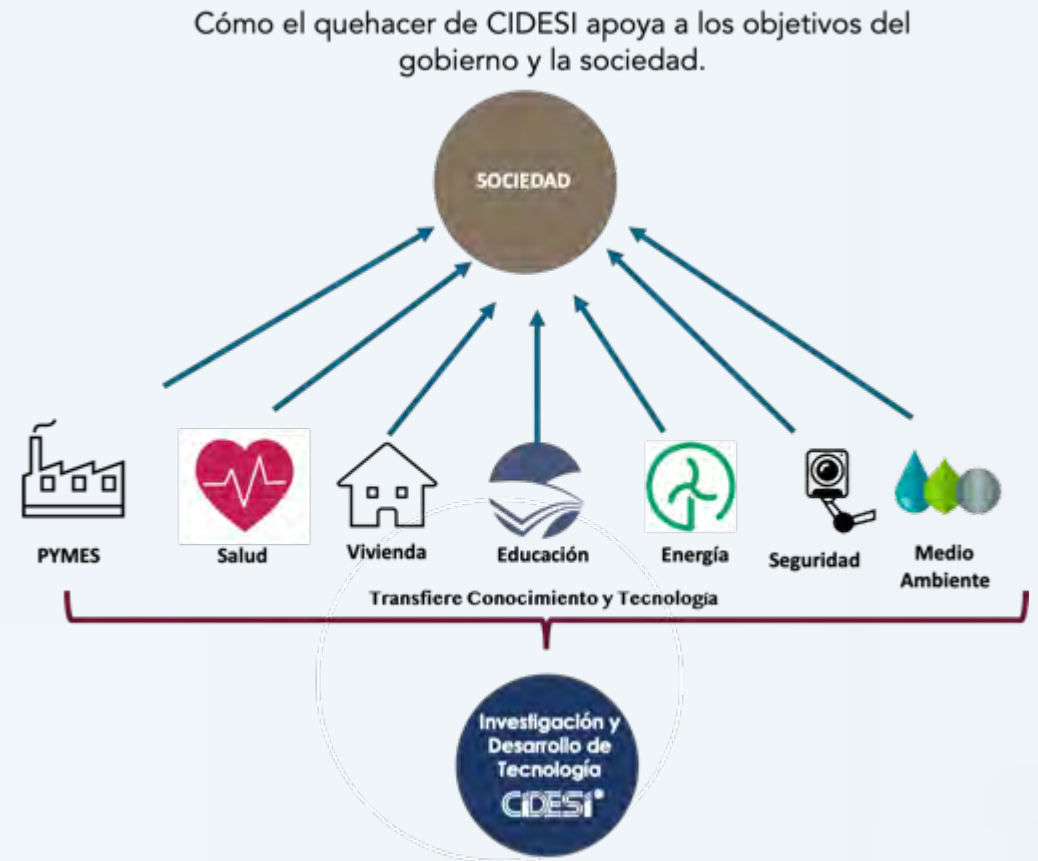 Cómo el quehacer de CIDESI apoya a los objetivos del
gobierno y la sociedad.
SOCIEDAD
PYMES
Salud
Vivienda
Educación
Energía
Seguridad
Medio
Ambiente
Transfiere Conocimiento y Tecnología
Investigación y
Desarrollo de
Tecnología
CIDESI